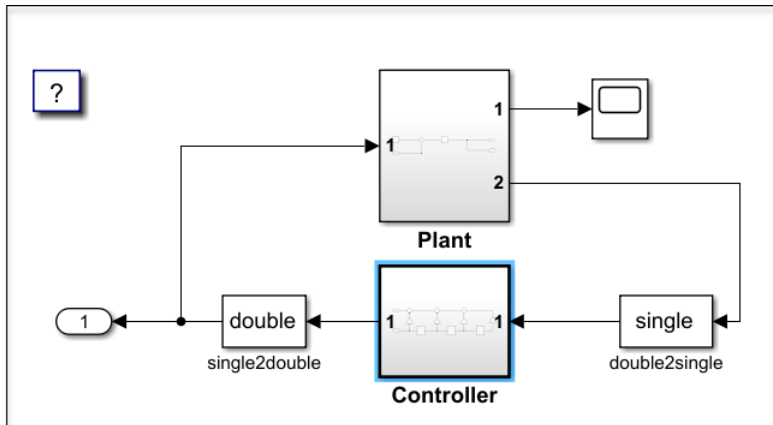 ?
1
1
2
Plant
1
double
single2double
1
1
Controller
single
double2single